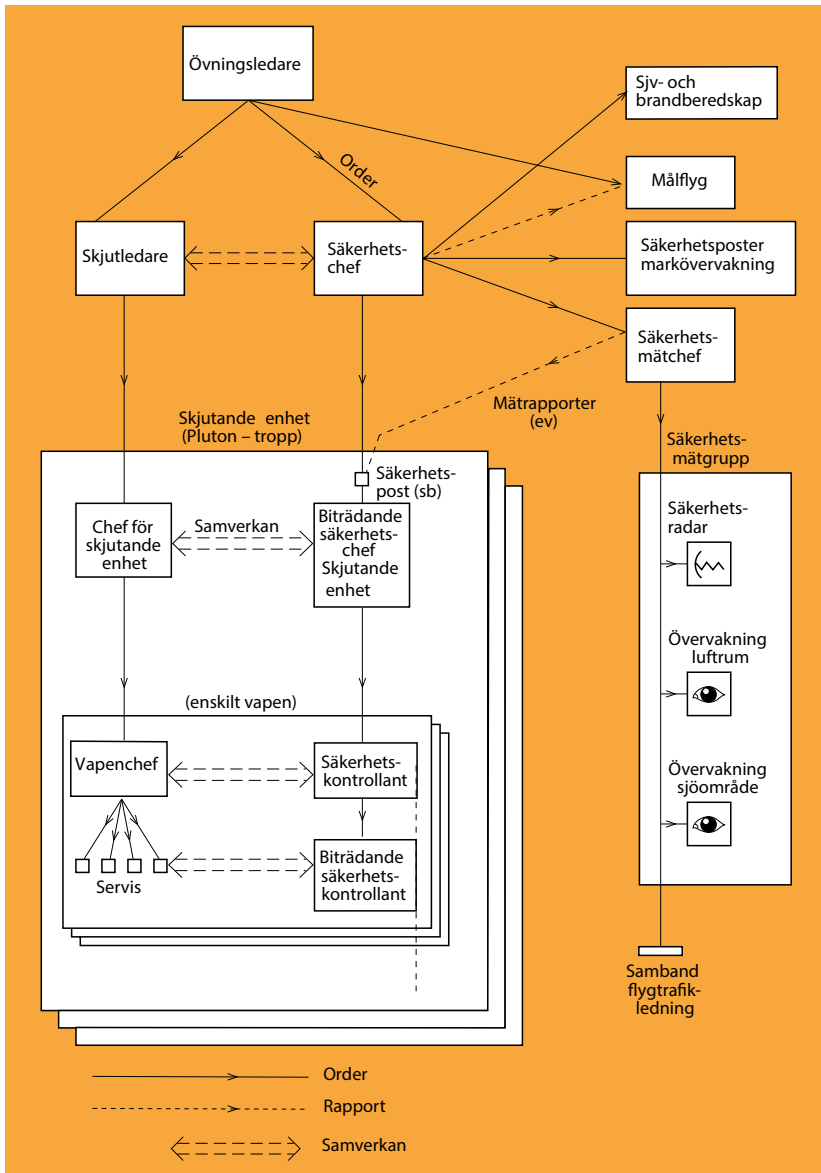 Övningsledare
Sjv- och
brandberedskap
Order
Målflyg
Skjutledare
Säkerhets-
chef
Säkerhetsposter
markövervakning
Säkerhets-
mätchef
Mätrapporter
(ev)
Skjutande enhet
(Pluton – tropp)
Säkerhets-
mätgrupp
Säkerhets-
post (sb)
Chef för
skjutande
enhet
Samverkan
Biträdande
säkerhets-
chef
Skjutande
enhet
Säkerhets-
radar
Övervakning
luftrum
(enskilt vapen)
Vapenchef
Säkerhets-
kontrollant
Övervakning
sjöområde
Servis
Biträdande
säkerhets-
kontrollant
Samband
flygtrafik-
ledning
Order
Rapport
Samverkan